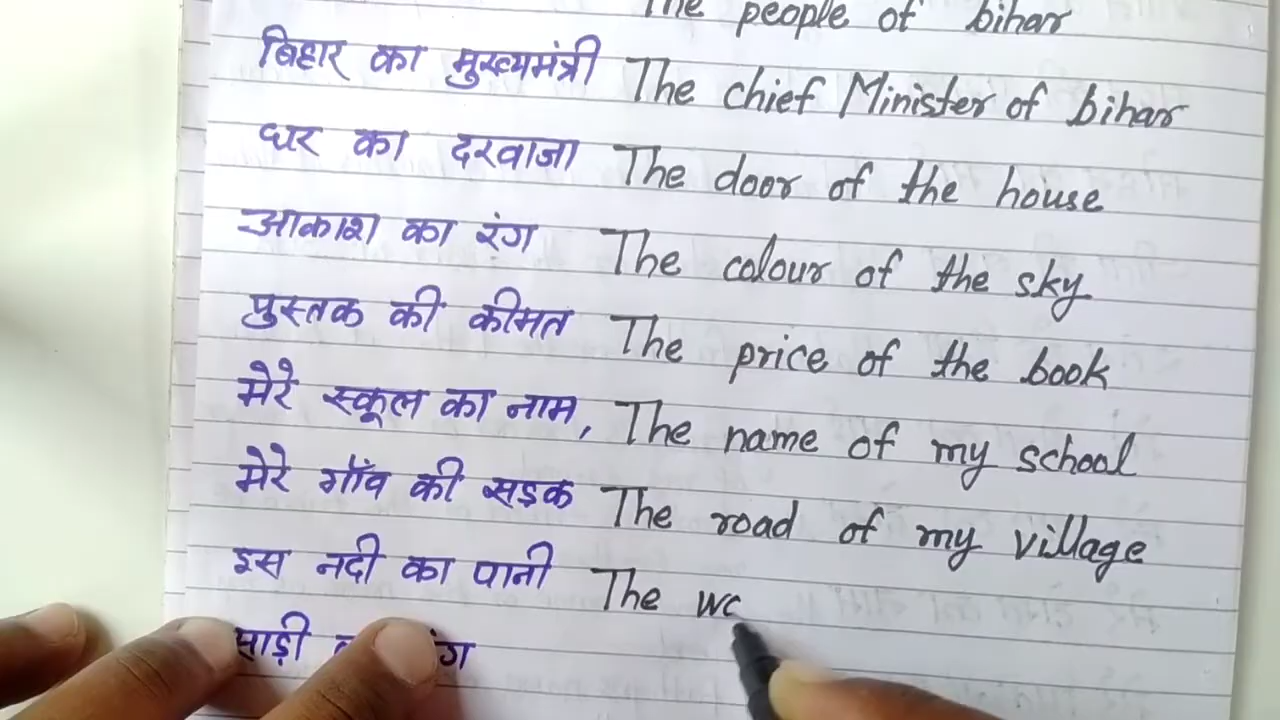 The people of bihar
बिहार का मुख्यमंत्री The chief Minister of bihar
घर का दरवाजा The door of the house
आकाश का रंग The colour of the sky
पुस्तक की कीमत The price of the book
मेरे स्कूल का नाम, The name of my school
मेरे गाँव की सड़क The road of my village
इस नदी का पानी The wa
साड़ी रंग